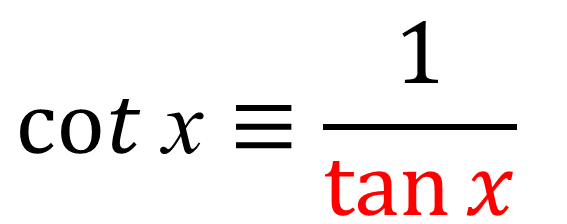 cot x ≡ 1 / tan x